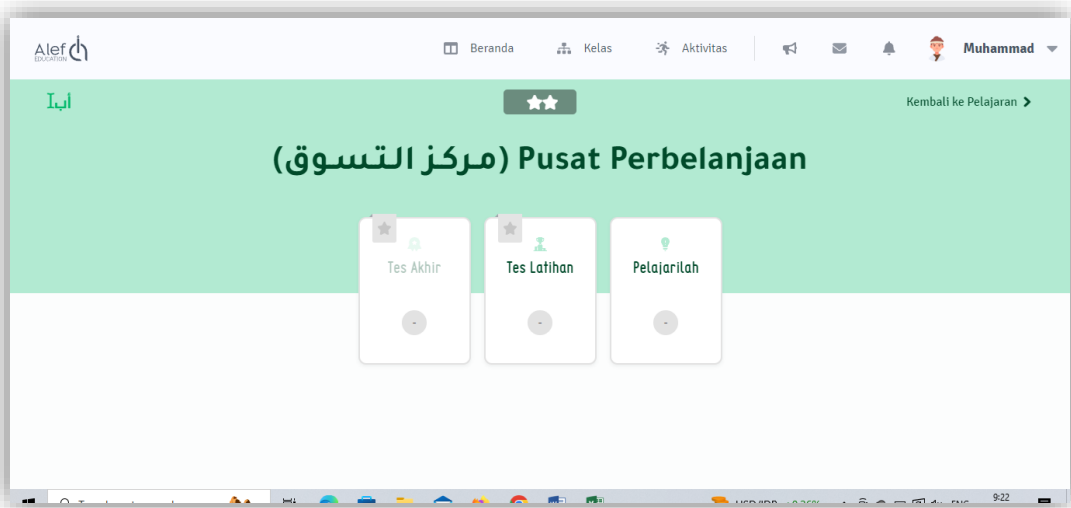 Alef
EDUCATION
Beranda Kelas Aktivitas Muhammad
أب آ
Kembali ke Pelajaran
Pusat Perbelanjaan (مركز التسوق)
Tes Akhir Tes Latihan Pelajarilah
- - -
9:22